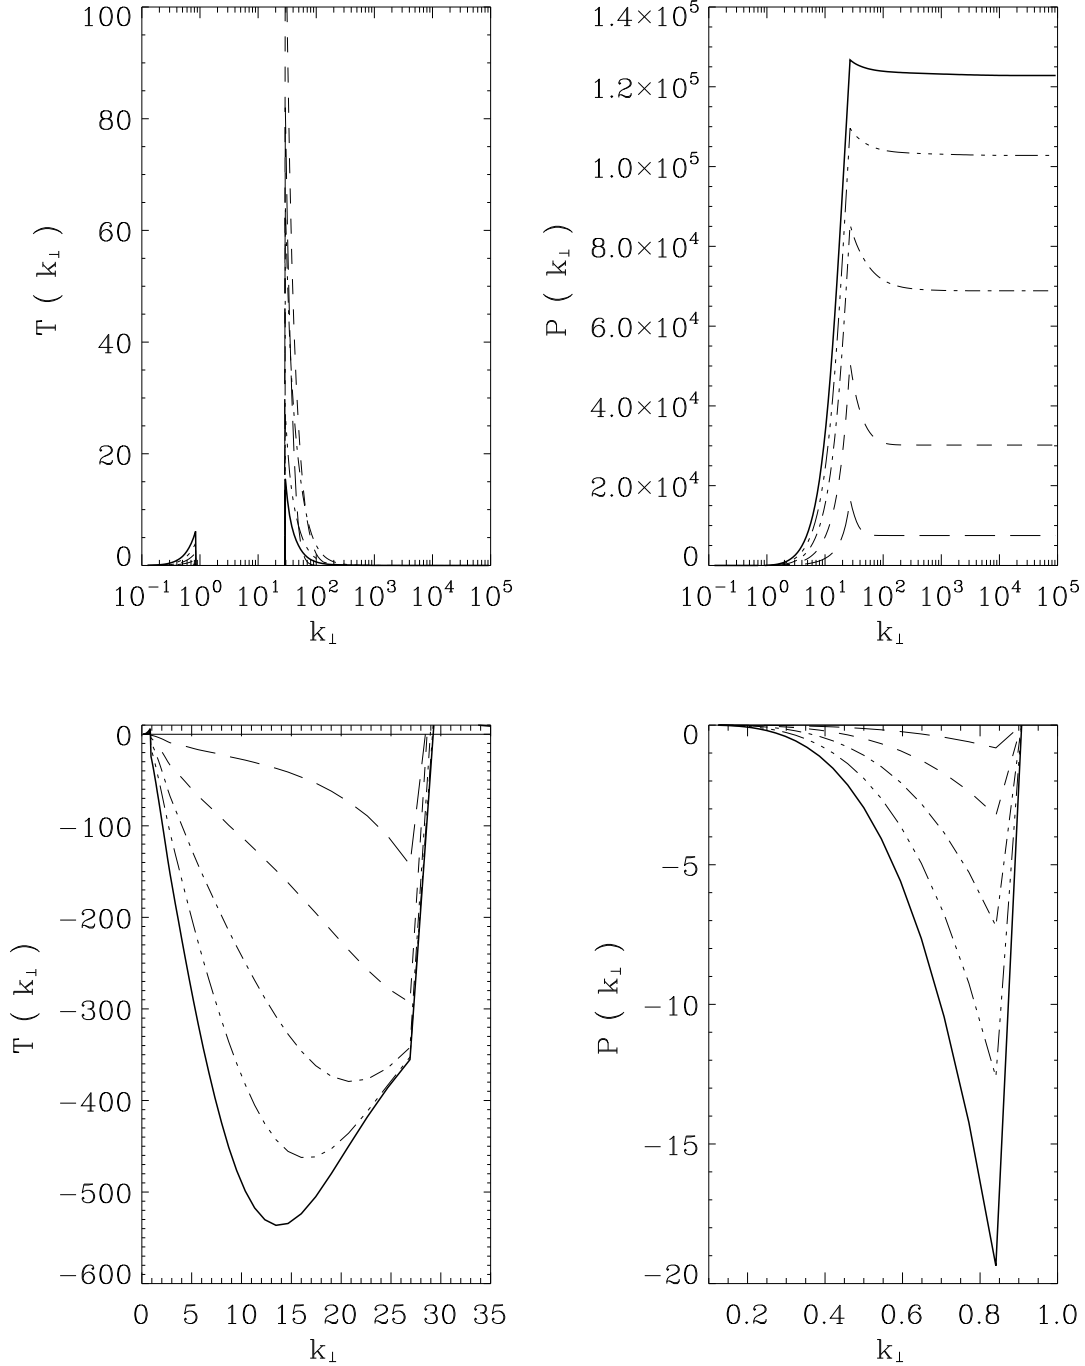 100
80
60
40
20
0
T ( k⊥ )
10⁻¹ 10⁰ 10¹ 10² 10³ 10⁴ 10⁵
k⊥
1.4×10⁵
1.2×10⁵
1.0×10⁵
8.0×10⁴
6.0×10⁴
4.0×10⁴
2.0×10⁴
0
P ( k⊥ )
10⁻¹ 10⁰ 10¹ 10² 10³ 10⁴ 10⁵
k⊥
0
−100
−200
−300
−400
−500
−600
T ( k⊥ )
0 5 10 15 20 25 30 35
k⊥
0
−5
−10
−15
−20
P ( k⊥ )
0.2 0.4 0.6 0.8 1.0
k⊥